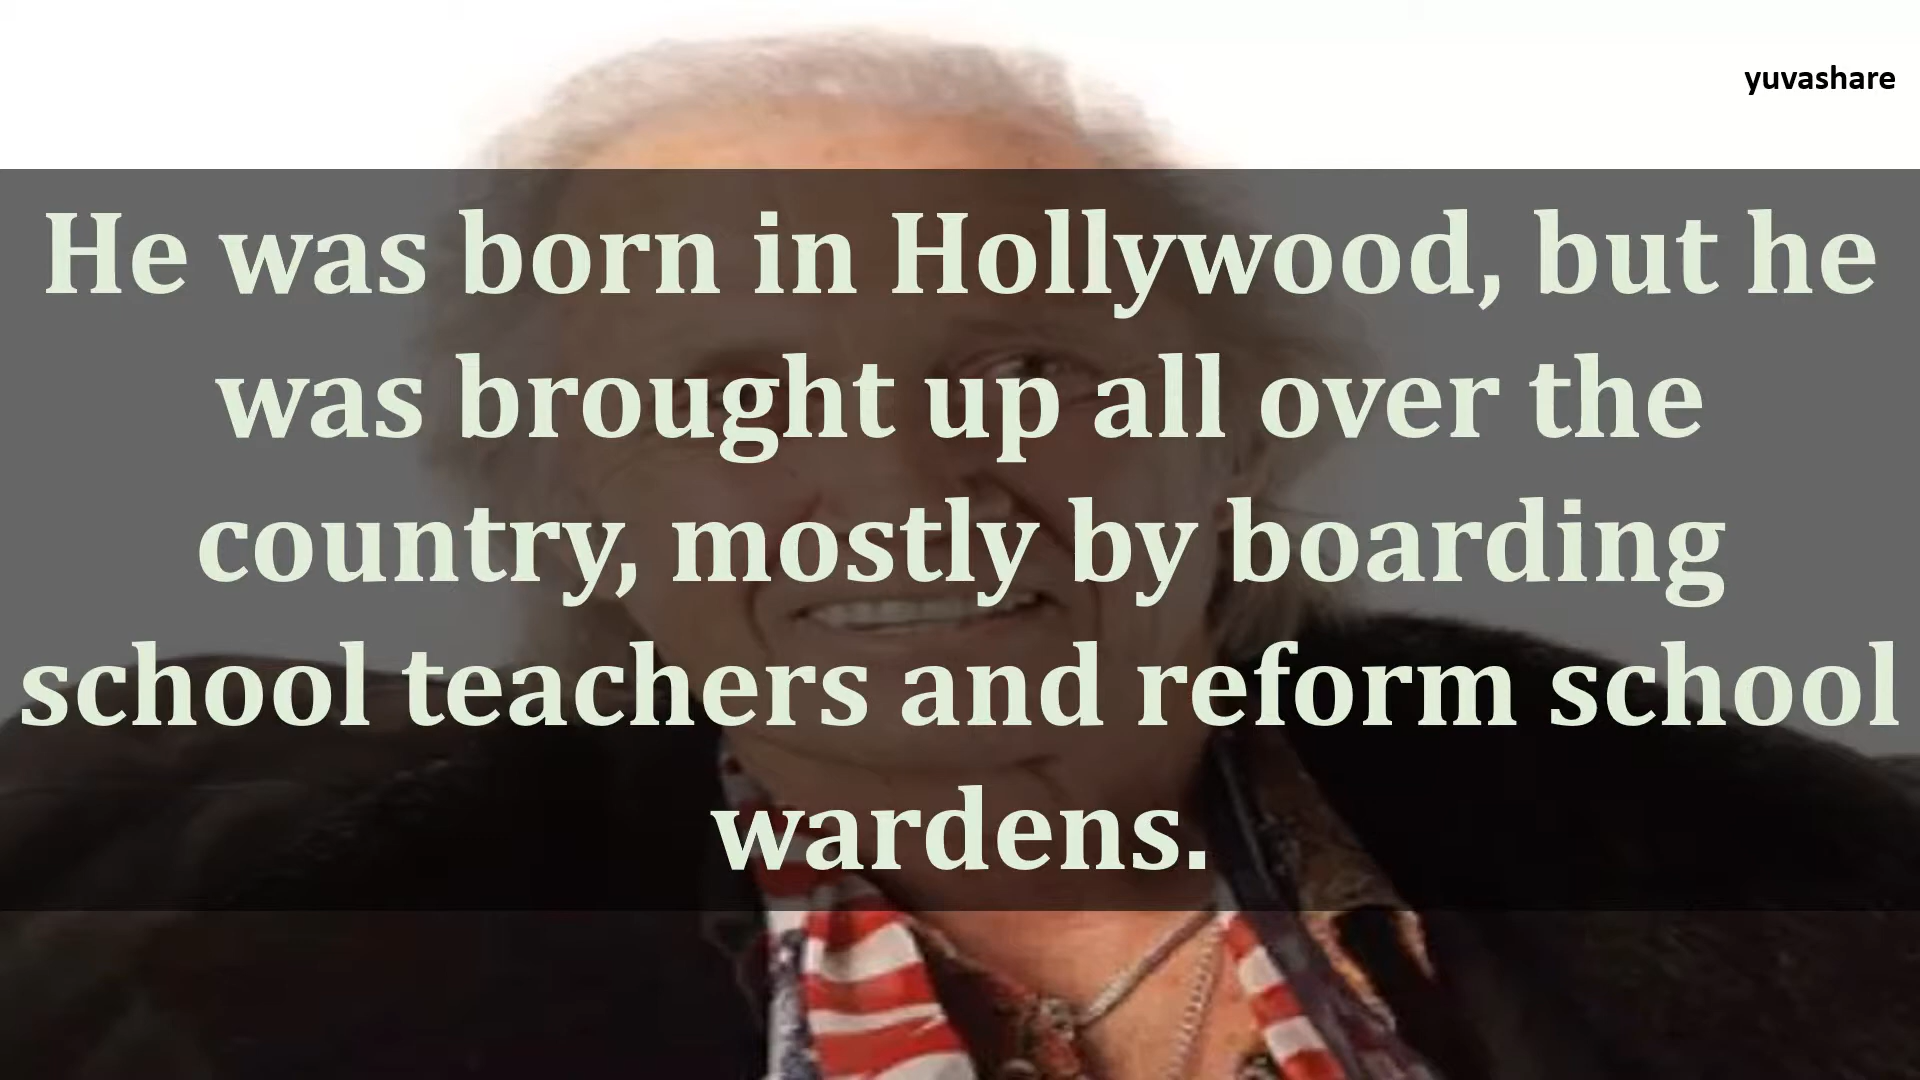 yuvashare
He was born in Hollywood, but he
was brought up all over the
country, mostly by boarding
school teachers and reform school
wardens.